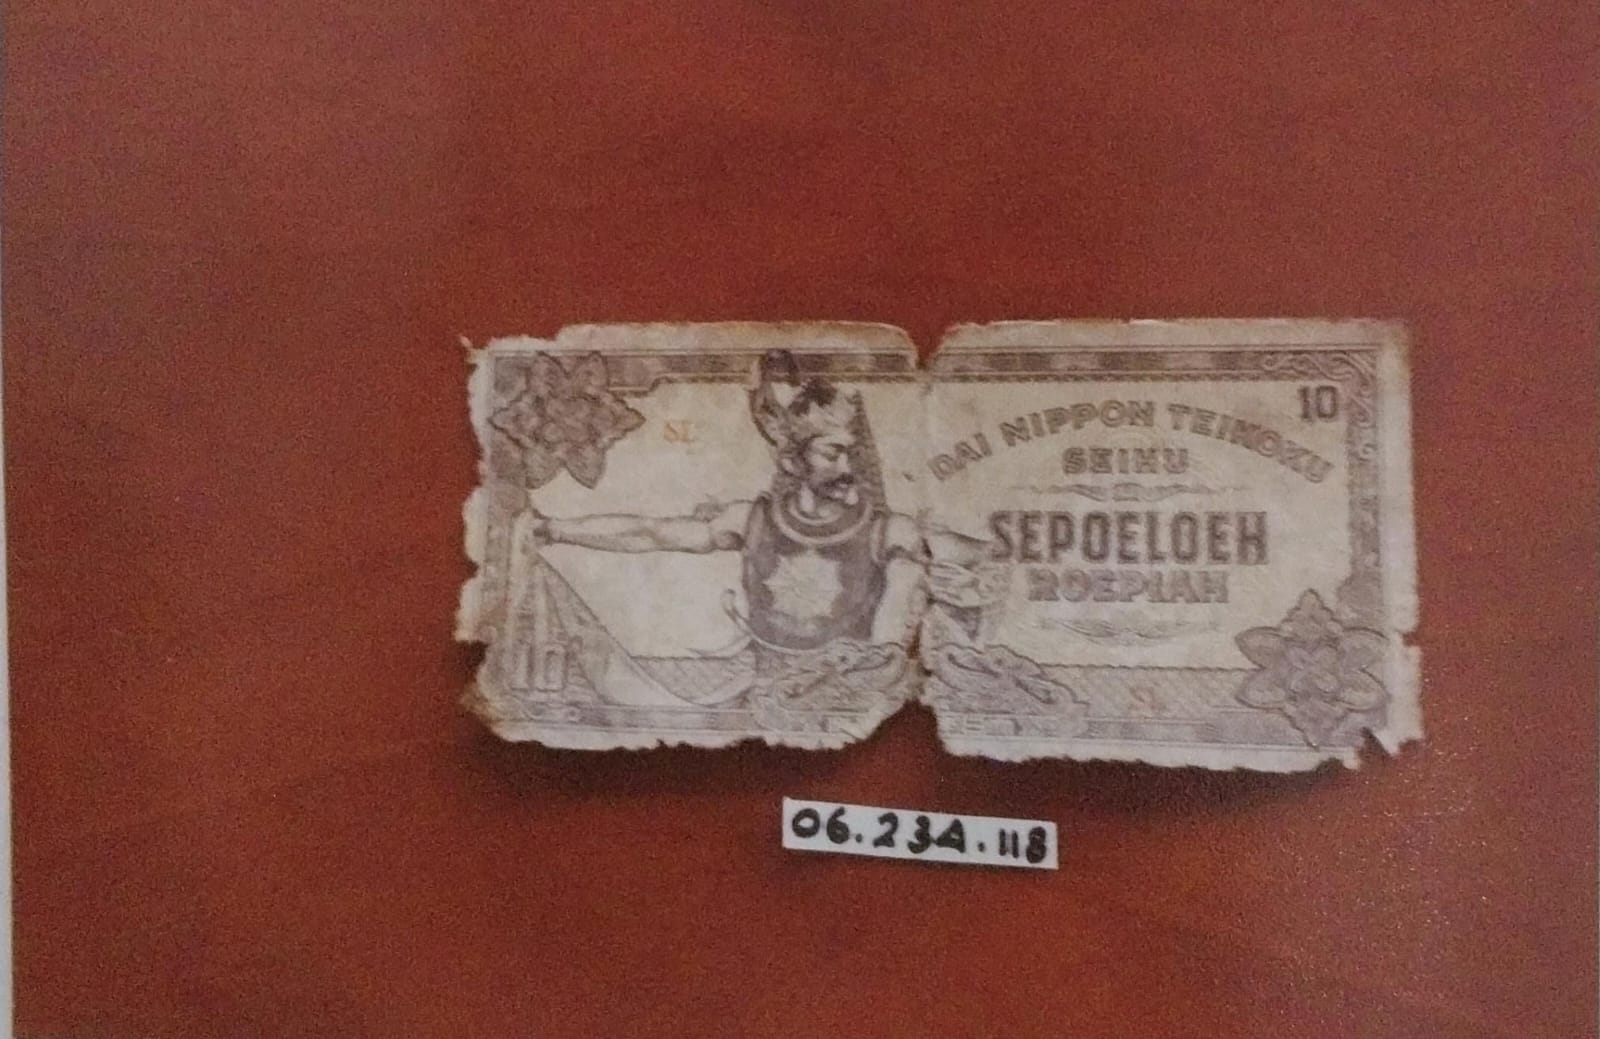 SL
10
DAI NIPPON TEIKOKU
SEIHU
SEPOELOEH
ROEPIAH
10
SL
06.234.118